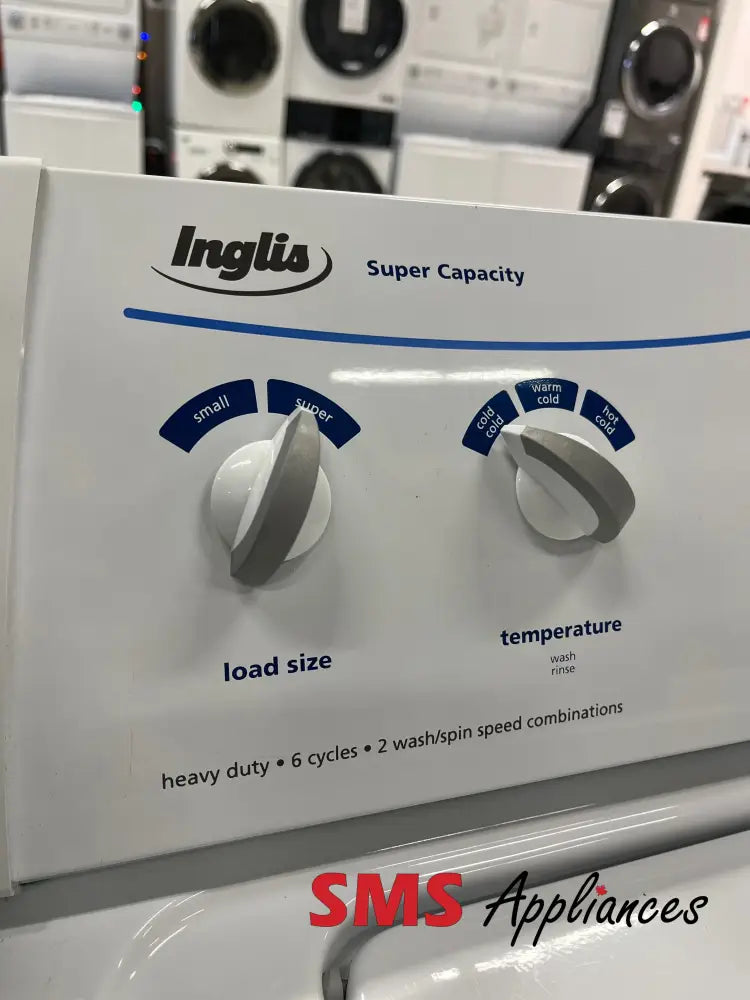 Inglis
Super Capacity
small
super
cold
cold
warm
cold
hot
cold
load size
temperature
wash
rinse
heavy duty • 6 cycles • 2 wash/spin speed combinations
SMS Appliances